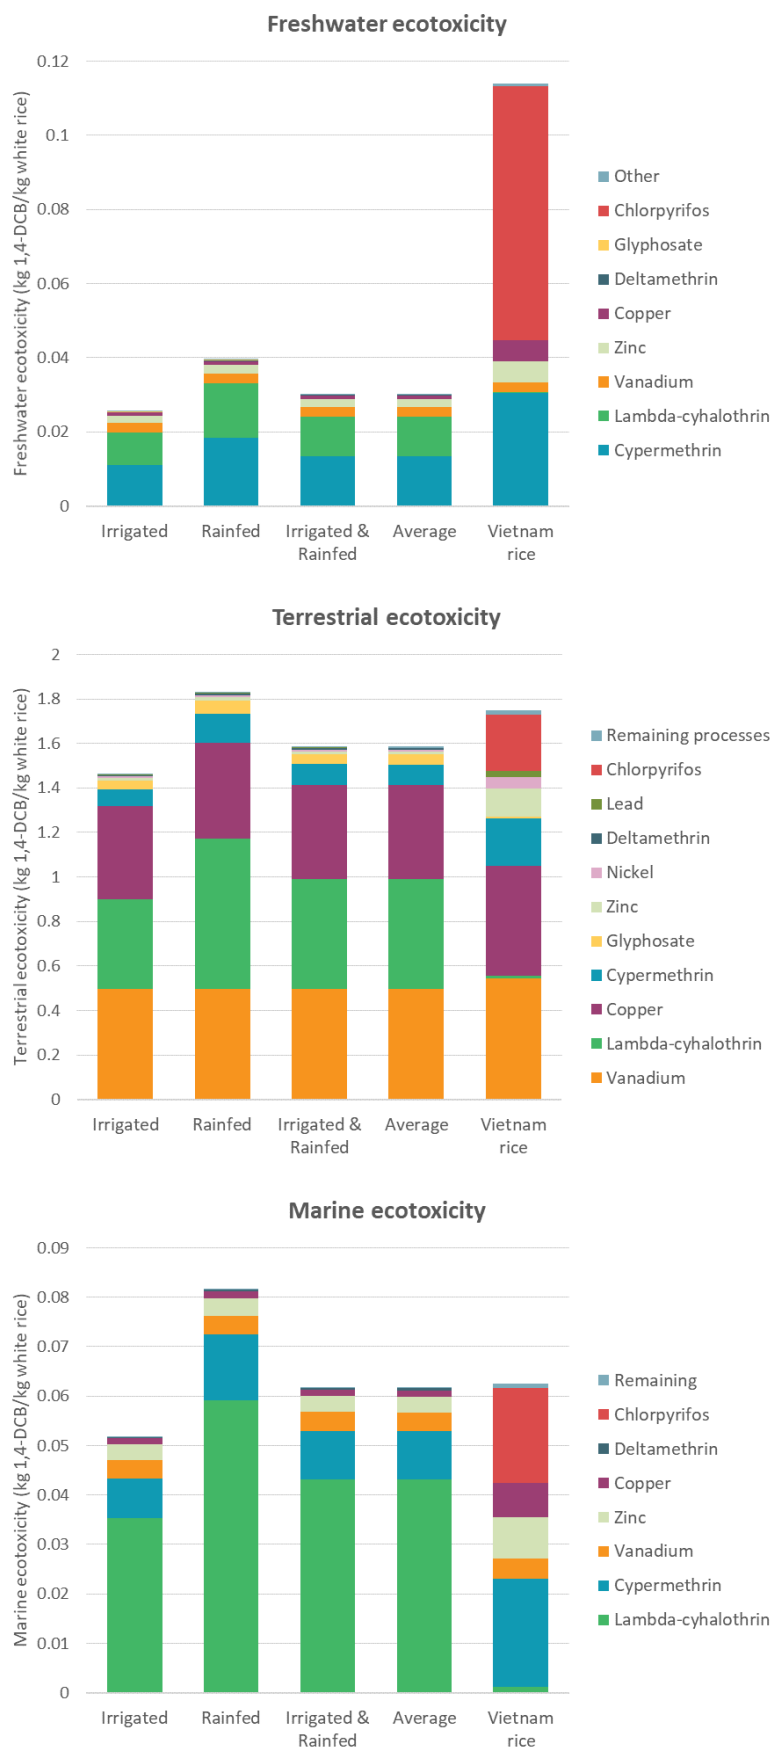 Freshwater ecotoxicity
Freshwater ecotoxicity (kg 1,4-DCB/kg white rice)
0.12
0.1
0.08
0.06
0.04
0.02
0
Irrigated
Rainfed
Irrigated &
Rainfed
Average
Vietnam
rice
Other
Chlorpyrifos
Glyphosate
Deltamethrin
Copper
Zinc
Vanadium
Lambda-cyhalothrin
Cypermethrin
Terrestrial ecotoxicity
Terrestrial ecotoxicity (kg 1,4-DCB/kg white rice)
2
1.8
1.6
1.4
1.2
1
0.8
0.6
0.4
0.2
0
Irrigated
Rainfed
Irrigated &
Rainfed
Average
Vietnam
rice
Remaining processes
Chlorpyrifos
Lead
Deltamethrin
Nickel
Zinc
Glyphosate
Cypermethrin
Copper
Lambda-cyhalothrin
Vanadium
Marine ecotoxicity
Marine ecotoxicity (kg 1,4-DCB/kg white rice)
0.09
0.08
0.07
0.06
0.05
0.04
0.03
0.02
0.01
0
Irrigated
Rainfed
Irrigated &
Rainfed
Average
Vietnam
rice
Remaining
Chlorpyrifos
Deltamethrin
Copper
Zinc
Vanadium
Cypermethrin
Lambda-cyhalothrin